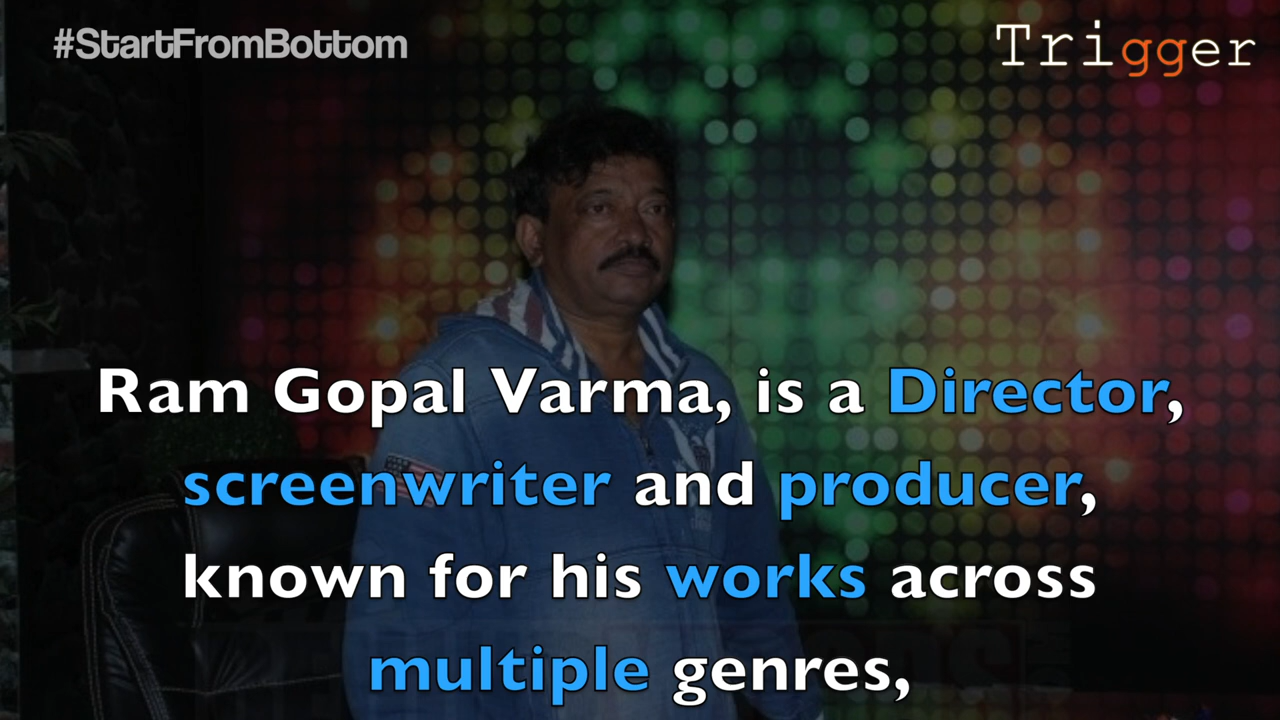 #StartFromBottom
Trigger
Ram Gopal Varma, is a Director,
screenwriter and producer,
known for his works across
multiple genres,